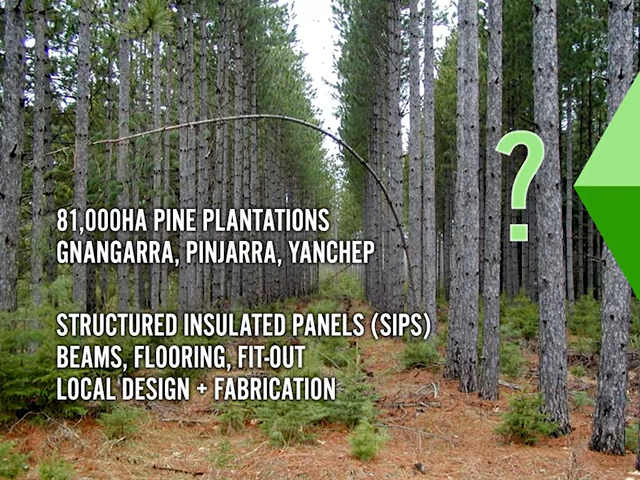 81,000HA PINE PLANTATIONS
GNANGARRA, PINJARRA, YANCHEP
?
STRUCTURED INSULATED PANELS (SIPS)
BEAMS, FLOORING, FIT-OUT
LOCAL DESIGN + FABRICATION